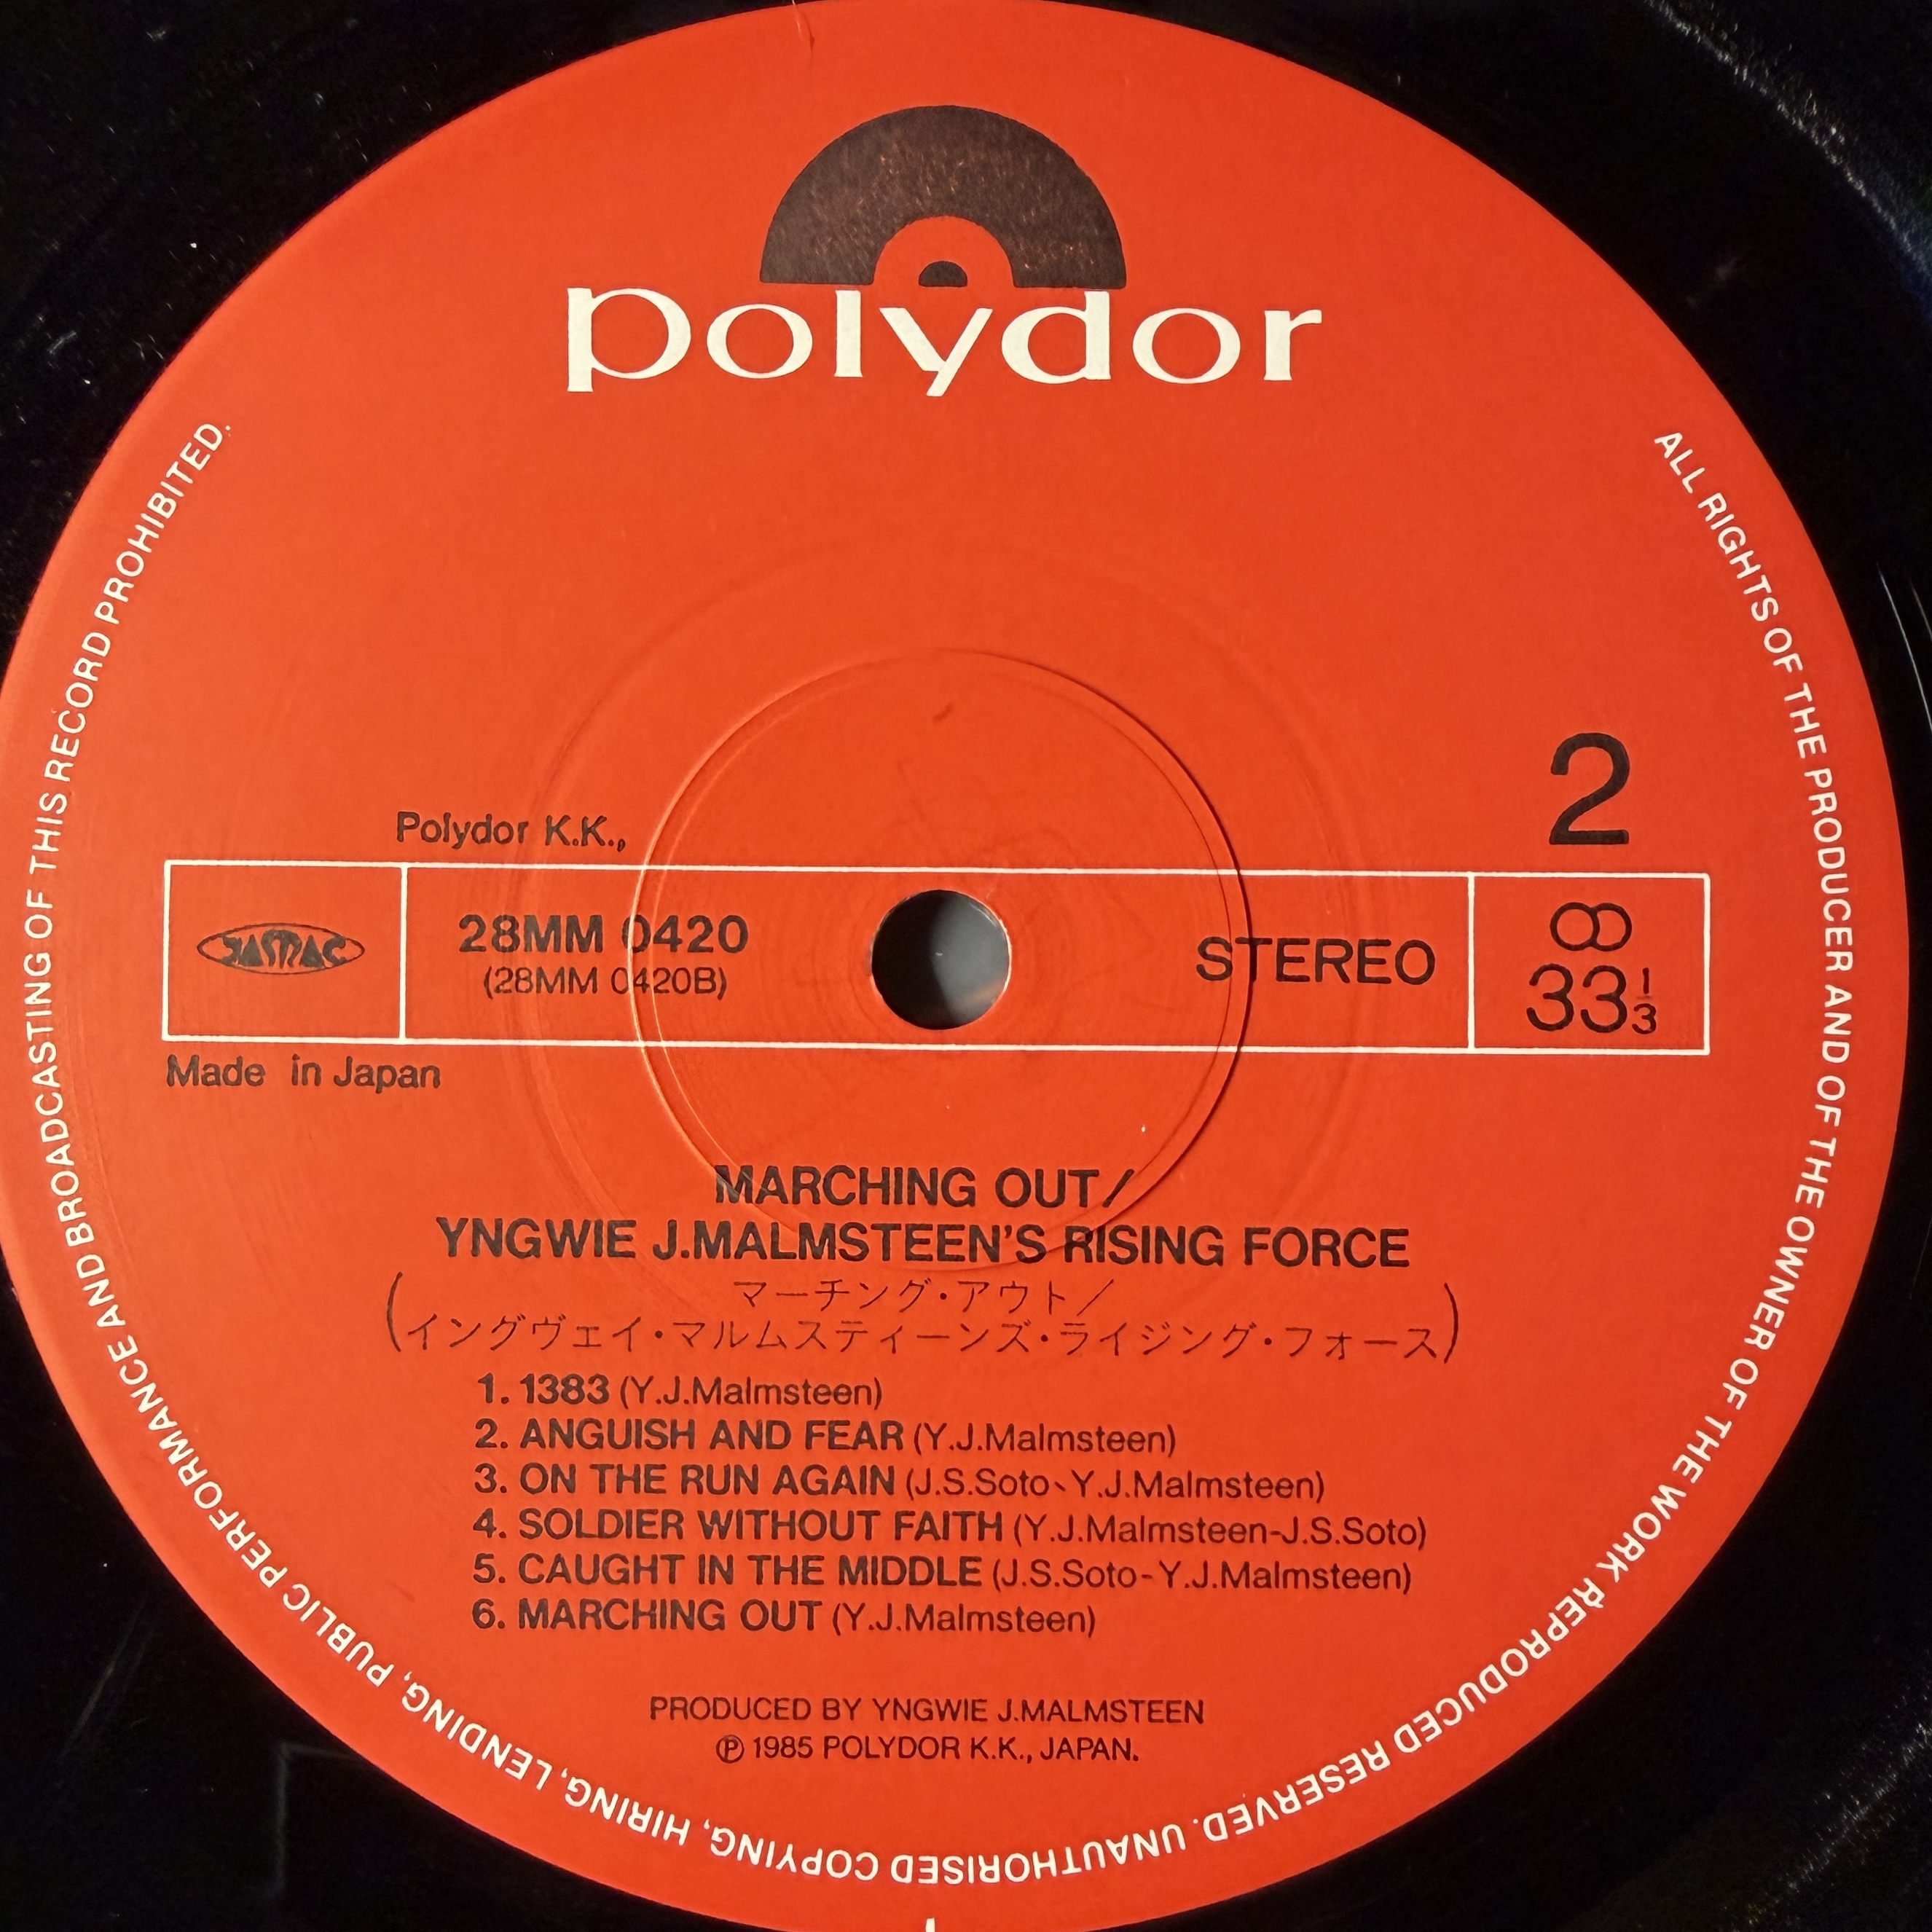 polydor
2
Polydor K.K.,
JASRAC
28MM 0420
(28MM 0420B)
STEREO
33 1/3
Made in Japan
MARCHING OUT/
YNGWIE J.MALMSTEEN'S RISING FORCE
(マーチング・アウト/
イングヴェイ・マルムスティーンズ・ライジング・フォース)
1. 1383 (Y.J.Malmsteen)
2. ANGUISH AND FEAR (Y.J.Malmsteen)
3. ON THE RUN AGAIN (J.S.Soto、Y.J.Malmsteen)
4. SOLDIER WITHOUT FAITH (Y.J.Malmsteen-J.S.Soto)
5. CAUGHT IN THE MIDDLE (J.S.Soto-Y.J.Malmsteen)
6. MARCHING OUT (Y.J.Malmsteen)
PRODUCED BY YNGWIE J.MALMSTEEN
℗ 1985 POLYDOR K.K., JAPAN.
ALL RIGHTS OF THE PRODUCER AND OF THE OWNER OF THE WORK REPRODUCED RESERVED. UNAUTHORISED COPYING, HIRING, LENDING, PUBLIC PERFORMANCE AND BROADCASTING OF THIS RECORD PROHIBITED.